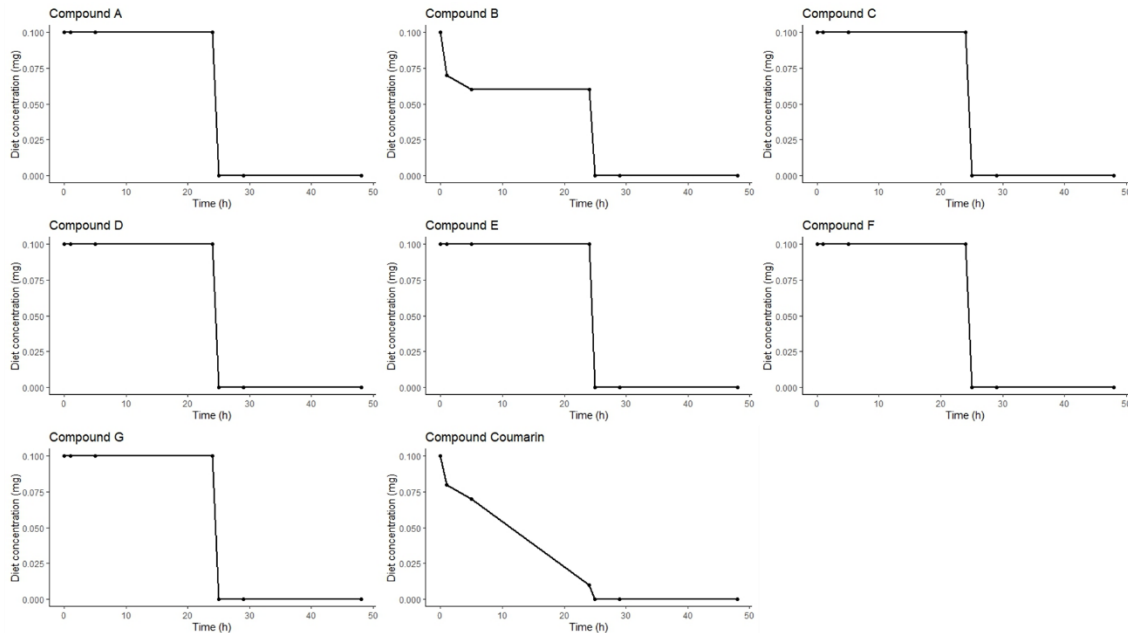 Compound A
0.100
0.075
0.050
0.025
0.000
Diet concentration (mg)
0 10 20 30 40 50
Time (h)
Compound B
0.100
0.075
0.050
0.025
0.000
Diet concentration (mg)
0 10 20 30 40 50
Time (h)
Compound C
0.100
0.075
0.050
0.025
0.000
Diet concentration (mg)
0 10 20 30 40 50
Time (h)
Compound D
0.100
0.075
0.050
0.025
0.000
Diet concentration (mg)
0 10 20 30 40 50
Time (h)
Compound E
0.100
0.075
0.050
0.025
0.000
Diet concentration (mg)
0 10 20 30 40 50
Time (h)
Compound F
0.100
0.075
0.050
0.025
0.000
Diet concentration (mg)
0 10 20 30 40 50
Time (h)
Compound G
0.100
0.075
0.050
0.025
0.000
Diet concentration (mg)
0 10 20 30 40 50
Time (h)
Compound Coumarin
0.100
0.075
0.050
0.025
0.000
Diet concentration (mg)
0 10 20 30 40 50
Time (h)